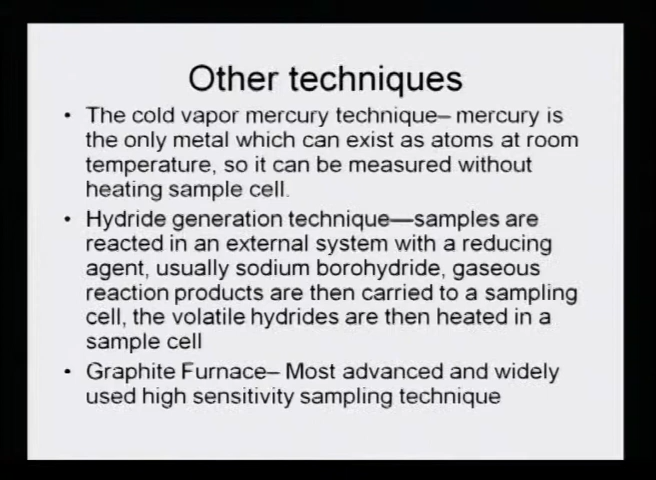 Other techniques
• The cold vapor mercury technique– mercury is
the only metal which can exist as atoms at room
temperature, so it can be measured without
heating sample cell.
• Hydride generation technique—samples are
reacted in an external system with a reducing
agent, usually sodium borohydride, gaseous
reaction products are then carried to a sampling
cell, the volatile hydrides are then heated in a
sample cell
• Graphite Furnace– Most advanced and widely
used high sensitivity sampling technique